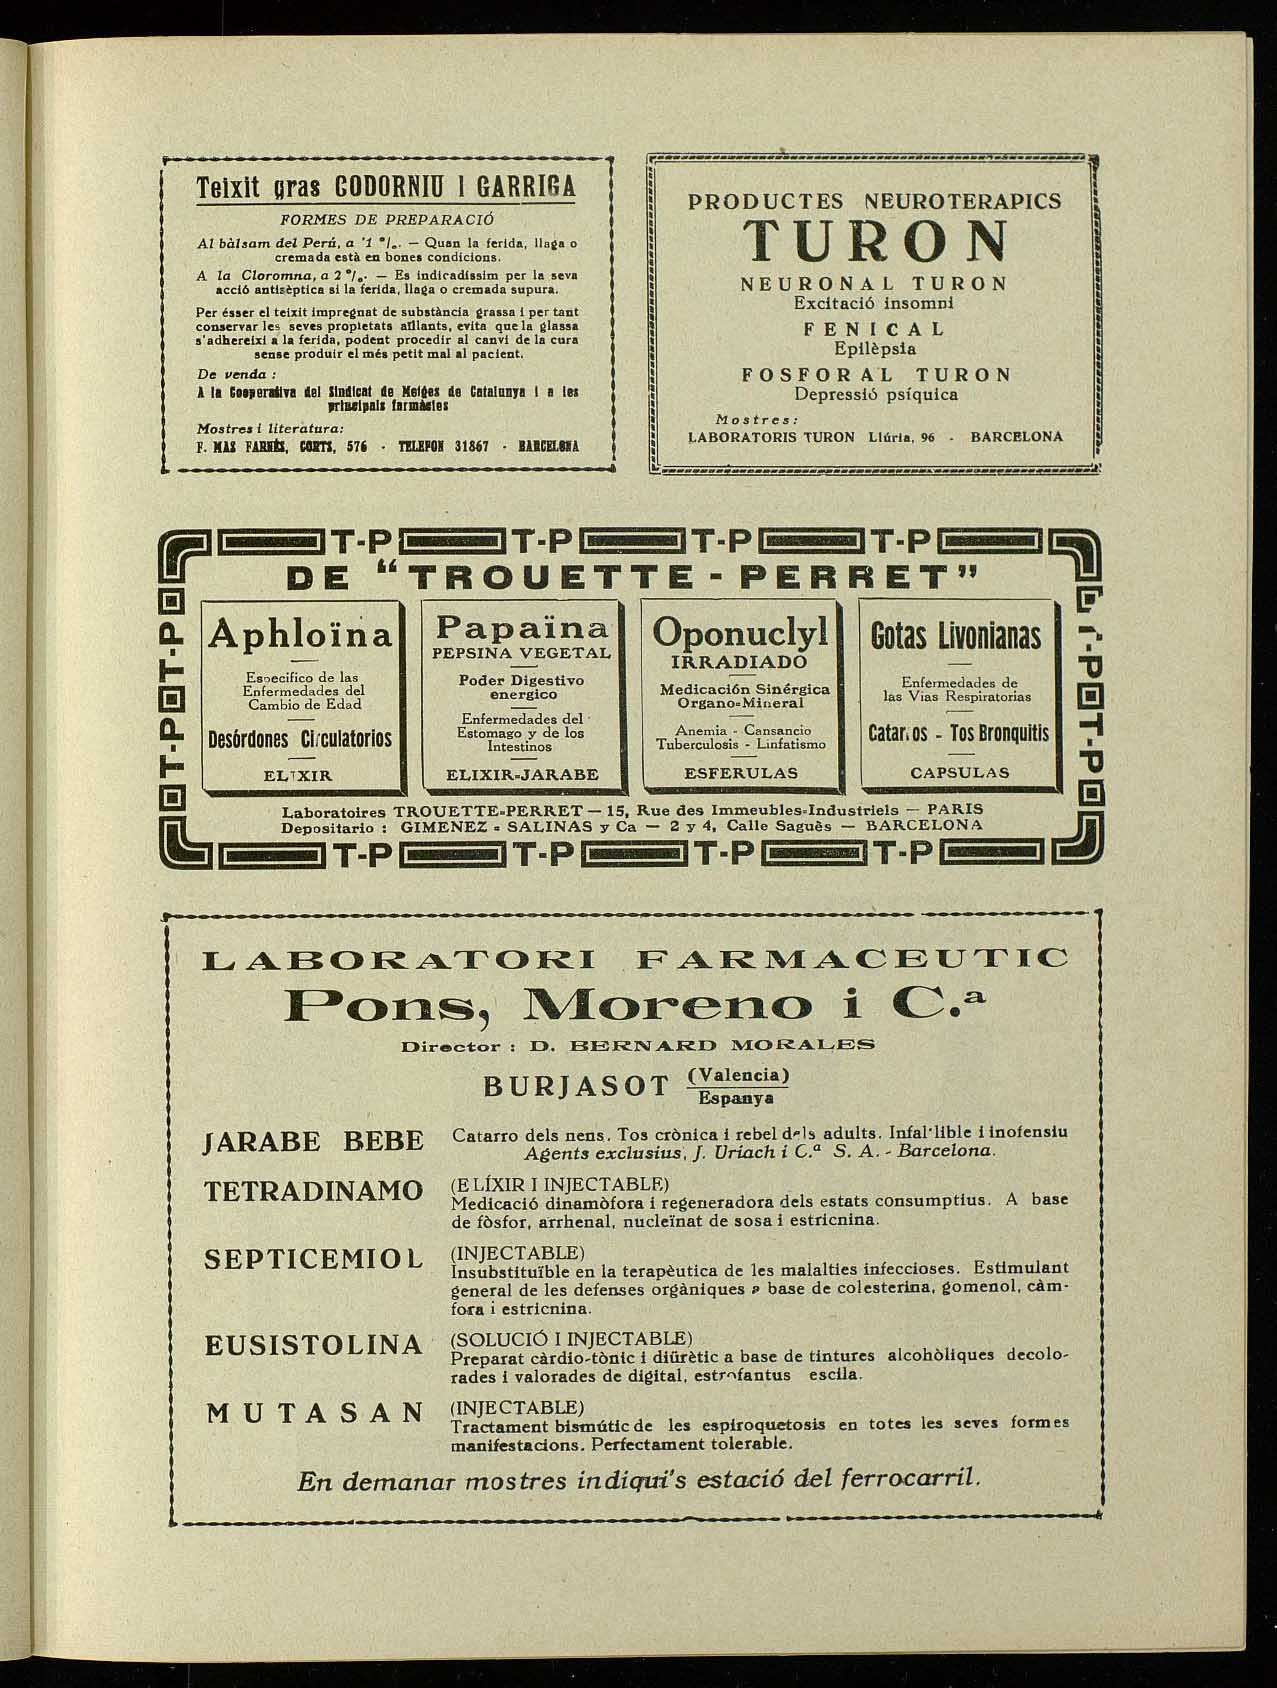 Teixit gras CODORNIU I GARRIGA
FORMES DE PREPARACIÓ
Al bàlsam del Perú, a '1 º/o. — Quan la ferida, llaga o
cremada està en bones condicions.
A la Cloromna, a 2 º/o. — Es indicadíssim per la seva
acció antisèptica si la ferida, llaga o cremada supura.
Per ésser el teixit impregnat de substància grassa i per tant
conservar les seves propietats aïllants, evita que la glassa
s'adhereixi a la ferida, podent procedir al canvi de la cura
sense produir el més petit mal al pacient.
De venda :
A la Cooperativa del Sindicat de Metges de Catalunya i a les
principals farmàcies
Mostres i literatura:
F. MAS FARNÉS, CORTS, 576 - TELEFON 31867 - BARCELONA
PRODUCTES NEUROTERAPICS
TURON
NEURONAL TURON
Excitació insomni
FENICAL
Epilèpsia
FOSFORAL TURON
Depressió psíquica
Mostres:
LABORATORIS TURON Llúria, 96 - BARCELONA
T-P T-P T-P T-P
DE “TROUETTE-PERRET”
Aphloïna
Especifico de las
Enfermedades del
Cambio de Edad
Desórdones Circulatorios
ELIXIR
Papaïna
PEPSINA VEGETAL
Poder Digestivo
energico
Enfermedades del
Estomago y de los
Intestinos
ELIXIR-JARABE
Oponuclyl
IRRADIADO
Medicación Sinérgica
Organo-Mineral
Anemia - Cansancio
Tuberculosis - Linfatismo
ESFERULAS
Gotas Livonianas
Enfermedades de
las Vias Respiratorias
Catarros - Tos Bronquitis
CAPSULAS
T-P T-P
T-P T-P
Laboratoires TROUETTE-PERRET — 15, Rue des Immeubles-Industriels — PARIS
Depositario : GIMENEZ - SALINAS y Ca — 2 y 4, Calle Saguès — BARCELONA
T-P T-P T-P T-P
LABORATORI FARMACEUTIC
Pons, Moreno i C.ª
Director : D. BERNARD MORALES
BURJASOT (Valencia)
Espanya
JARABE BEBE Catarro dels nens. Tos crònica i rebel dels adults. Infal·lible i inofensiu
Agents exclusius, J. Uriach i C.ª S. A. - Barcelona.
TETRADINAMO (ELÍXIR I INJECTABLE)
Medicació dinamòfora i regeneradora dels estats consumptius. A base
de fòsfor, arrhenal, nucleïnat de sosa i estricnina.
SEPTICEMIOL (INJECTABLE)
Insubstituïble en la terapèutica de les malalties infeccioses. Estimulant
general de les defenses orgàniques a base de colesterina, gomenol, càm-
fora i estricnina.
EUSISTOLINA (SOLUCIÓ I INJECTABLE)
Preparat càrdio-tònic i diürètic a base de tintures alcohòliques decolo-
rades i valorades de digital, estrofantus escila.
MUTASAN (INJECTABLE)
Tractament bismútic de les espiroquetosis en totes les seves formes
manifestacions. Perfectament tolerable.
En demanar mostres indiqui's estació del ferrocarril.